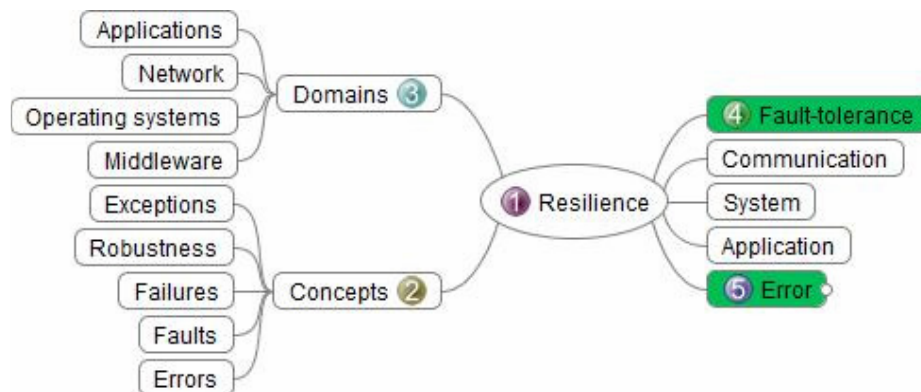 Applications
Network
Operating systems
Middleware
Domains 3
Exceptions
Robustness
Failures
Faults
Errors
Concepts 2
1 Resilience
4 Fault-tolerance
Communication
System
Application
5 Error